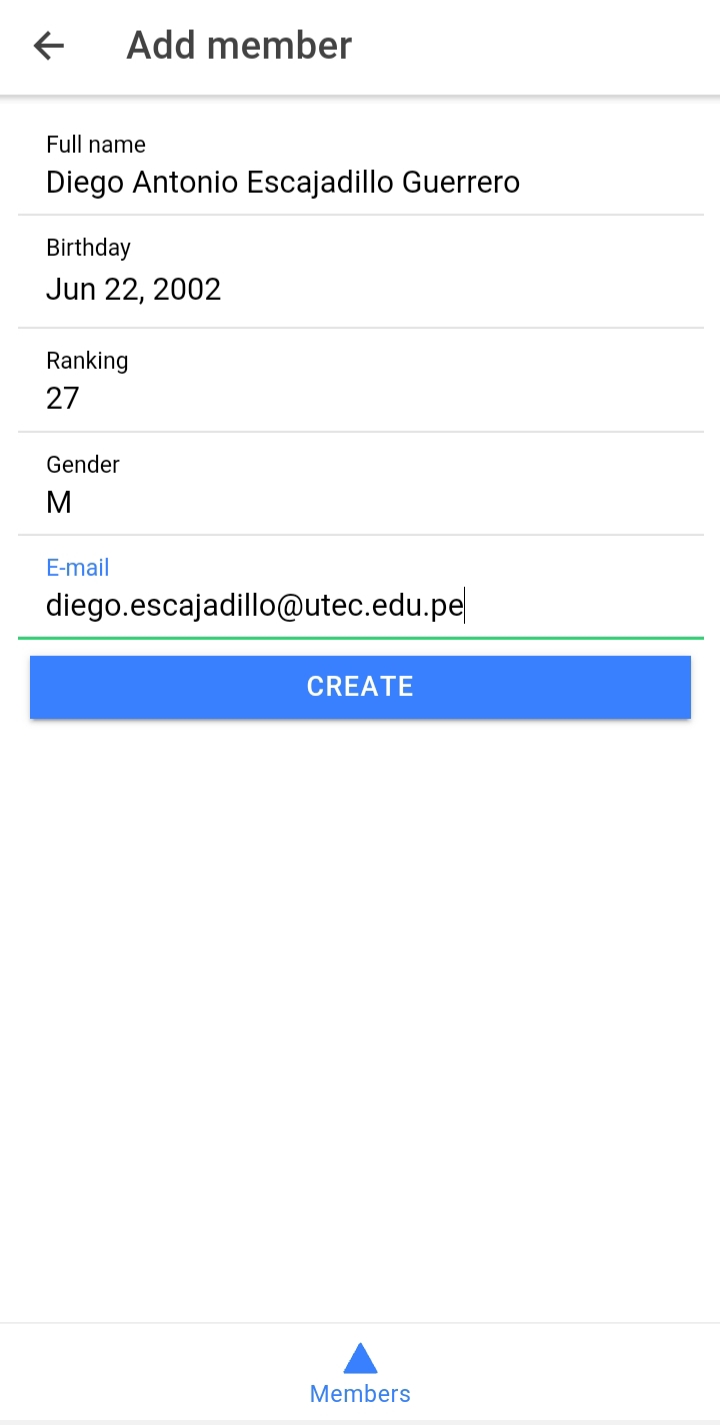 Add member
Full name
Diego Antonio Escajadillo Guerrero
Birthday
Jun 22, 2002
Ranking
27
Gender
M
E-mail
diego.escajadillo@utec.edu.pe
CREATE
Members